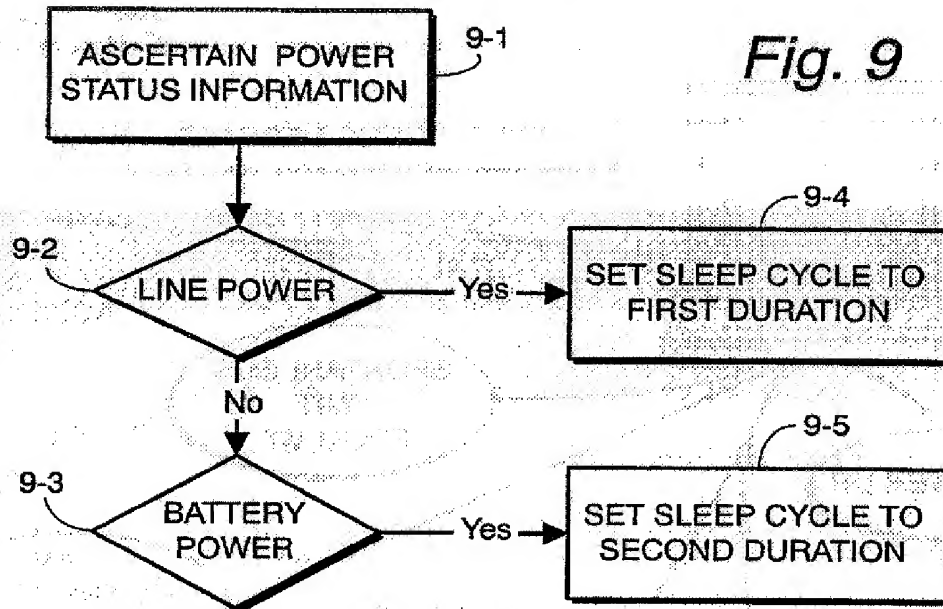 Fig. 9
9-1
ASCERTAIN POWER
STATUS INFORMATION
9-2
LINE POWER
Yes
9-4
SET SLEEP CYCLE TO
FIRST DURATION
No
9-3
BATTERY
POWER
Yes
9-5
SET SLEEP CYCLE TO
SECOND DURATION